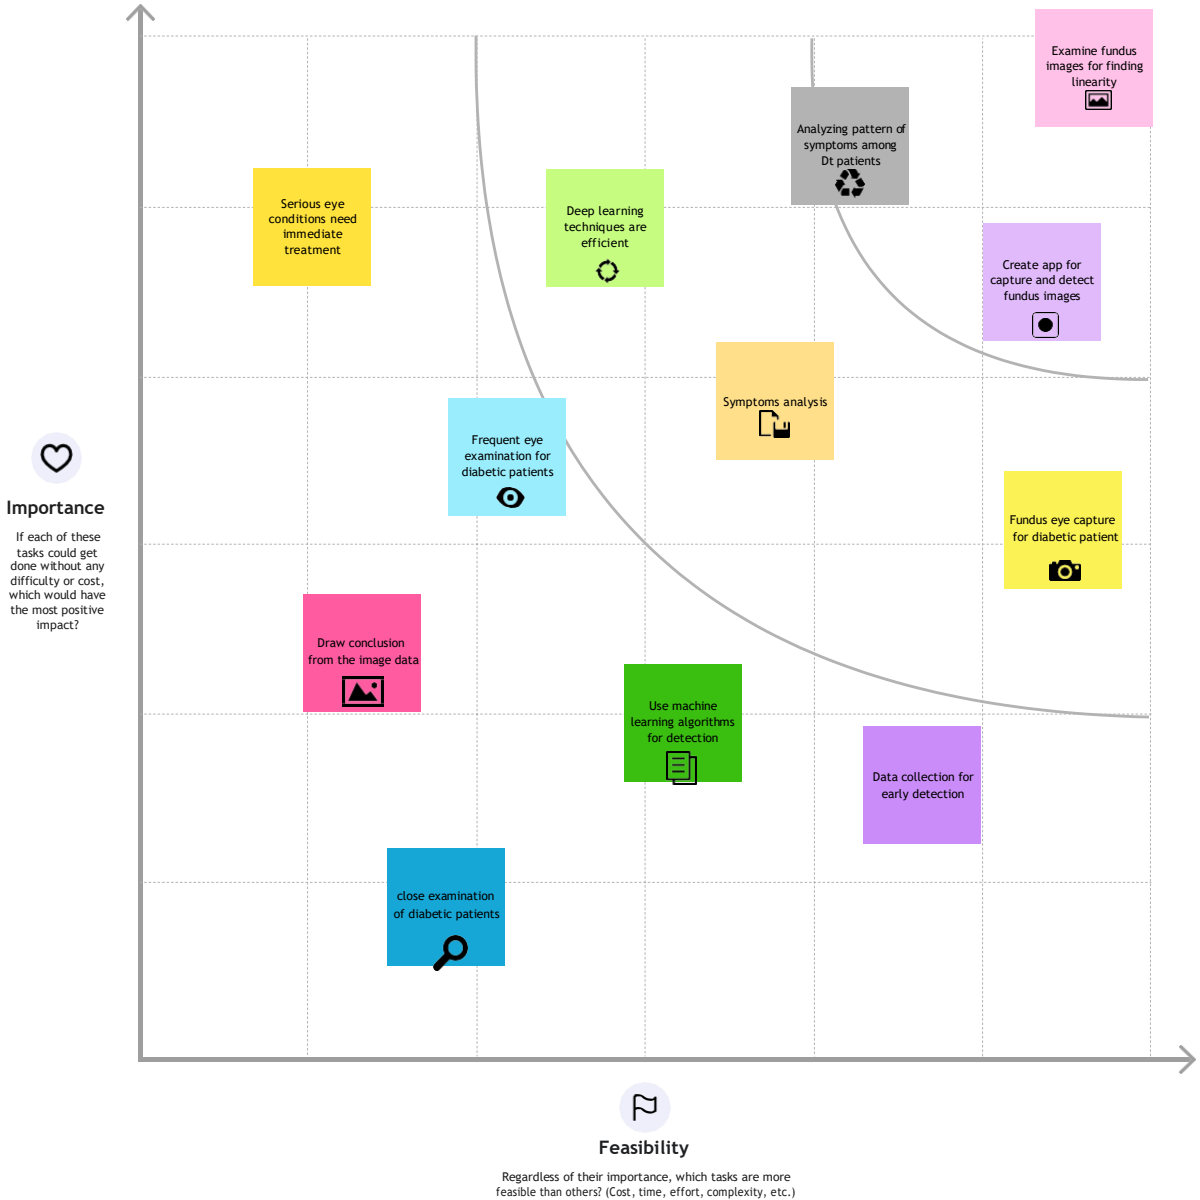 Examine fundus
images for finding
linearity
Analyzing pattern of
symptoms among
Dt patients
Serious eye
conditions need
immediate
treatment
Deep learning
techniques are
efficient
Create app for
capture and detect
fundus images
Symptoms analysis
Frequent eye
examination for
diabetic patients
Fundus eye capture
for diabetic patient
Importance
If each of these
tasks could get
done without any
difficulty or cost,
which would have
the most positive
impact?
Draw conclusion
from the image data
Use machine
learning algorithms
for detection
Data collection for
early detection
close examination
of diabetic patients
Feasibility
Regardless of their importance, which tasks are more
feasible than others? (Cost, time, effort, complexity, etc.)